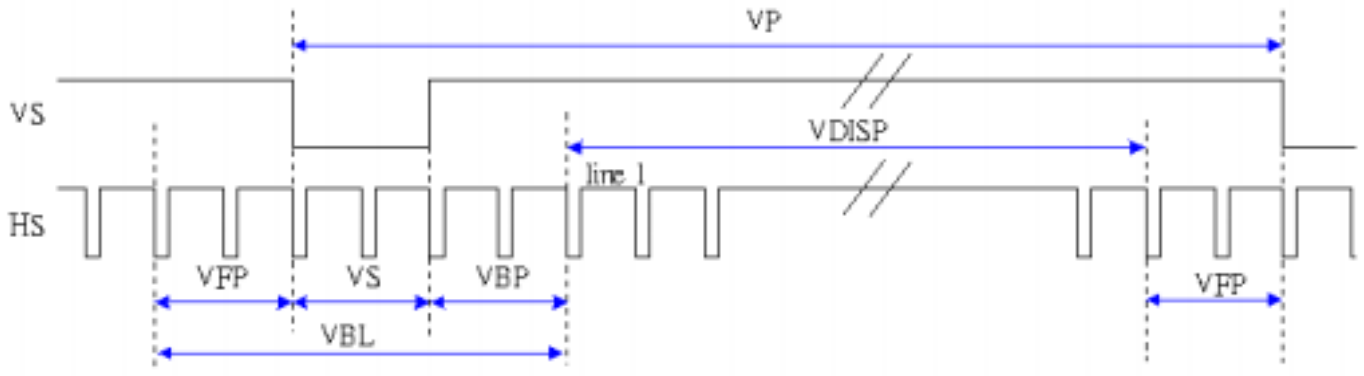 VP
VS
VDISP
line 1
HS
VFP VS VBP VFP
VBL